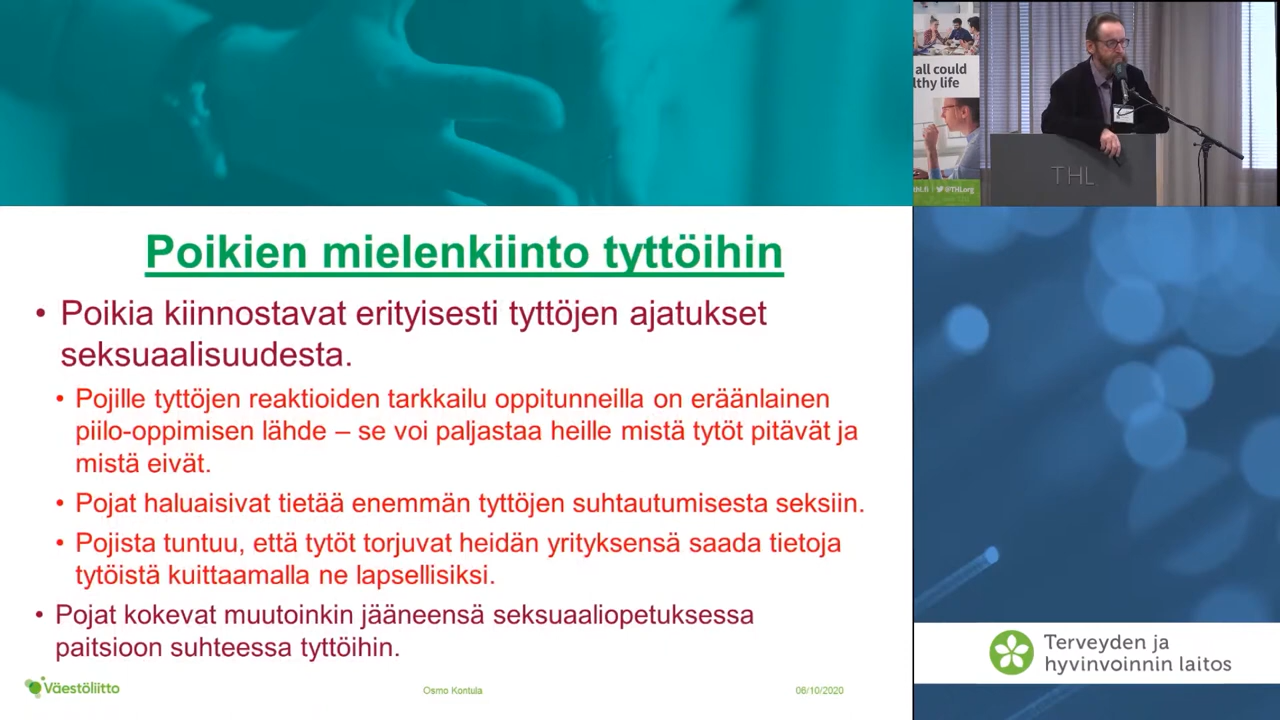 all could
lthy life
thl.fi
@THLorg
THL
Poikien mielenkiinto tyttöihin
• Poikia kiinnostavat erityisesti tyttöjen ajatukset
seksuaalisuudesta.
• Pojille tyttöjen reaktioiden tarkkailu oppitunneilla on eräänlainen
piilo-oppimisen lähde – se voi paljastaa heille mistä tytöt pitävät ja
mistä eivät.
• Pojat haluaisivat tietää enemmän tyttöjen suhtautumisesta seksiin.
• Pojista tuntuu, että tytöt torjuvat heidän yrityksensä saada tietoja
tytöistä kuittaamalla ne lapsellisiksi.
• Pojat kokevat muutoinkin jääneensä seksuaaliopetuksessa
paitsioon suhteessa tyttöihin.
Väestöliitto
Osmo Kontula
06/10/2020
Terveyden ja
hyvinvoinnin laitos